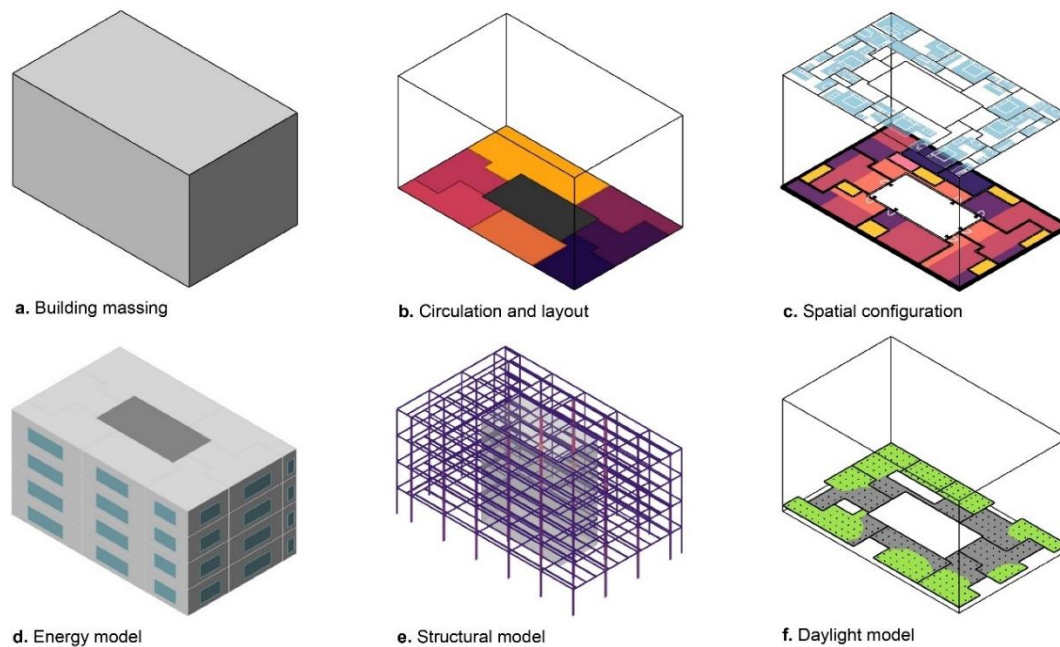 a. Building massing
b. Circulation and layout
c. Spatial configuration
d. Energy model
e. Structural model
f. Daylight model